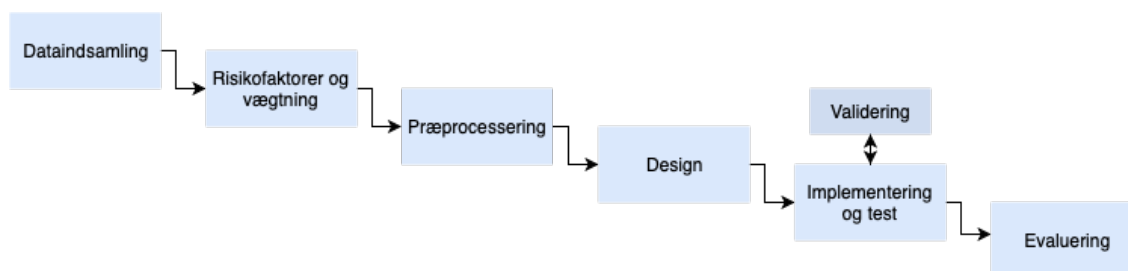 Dataindsamling
Risikofaktorer og
vægtning
Præprocessering
Design
Validering
Implementering
og test
Evaluering